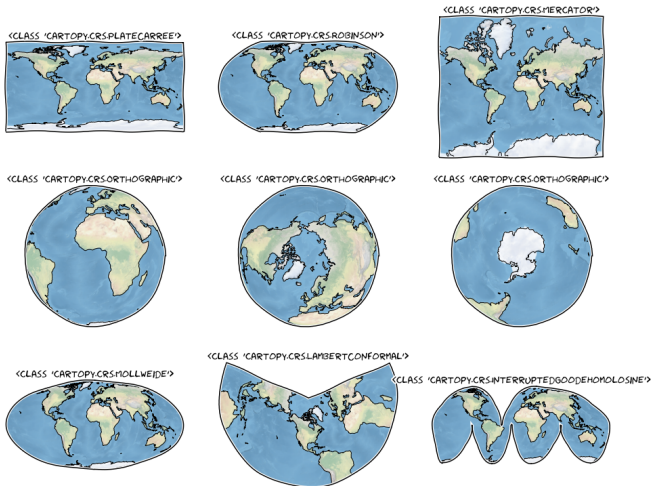 <CLASS 'CARTOPY.CRS.PLATECARREE'>
<CLASS 'CARTOPY.CRS.ROBINSON'>
<CLASS 'CARTOPY.CRS.MERCATOR'>
<CLASS 'CARTOPY.CRS.ORTHOGRAPHIC'>
<CLASS 'CARTOPY.CRS.ORTHOGRAPHIC'>
<CLASS 'CARTOPY.CRS.ORTHOGRAPHIC'>
<CLASS 'CARTOPY.CRS.MOLLWEIDE'>
<CLASS 'CARTOPY.CRS.LAMBERTCONFORMAL'>
<CLASS 'CARTOPY.CRS.INTERRUPTEDGOODEHOMOLOSINE'>